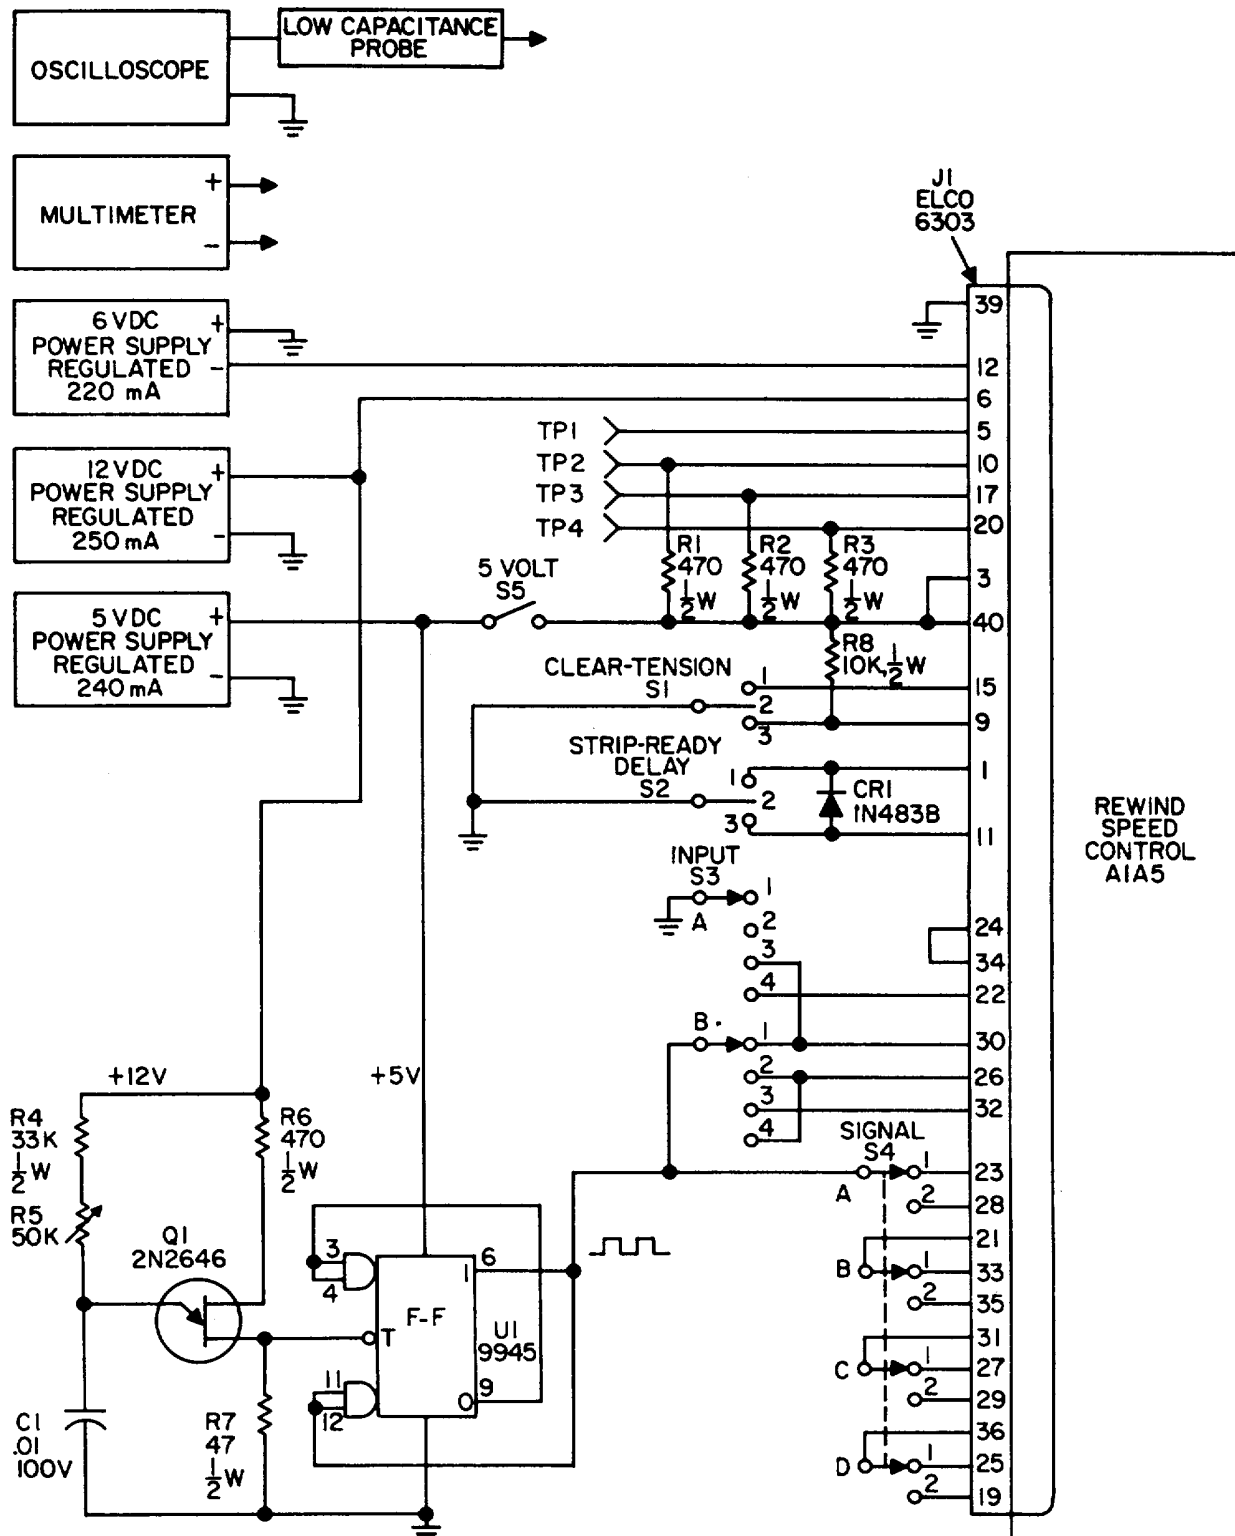 OSCILLOSCOPE
LOW CAPACITANCE
PROBE
MULTIMETER
+
-
J1
ELCO
6303
6 VDC
POWER SUPPLY
REGULATED
220 mA
+
-
12 VDC
POWER SUPPLY
REGULATED
250 mA
+
-
5 VDC
POWER SUPPLY
REGULATED
240 mA
+
-
39
12
6
TP1
5
TP2
10
TP3
17
TP4
20
R1
470
1/2 W
R2
470
1/2 W
R3
470
1/2 W
3
40
5 VOLT
S5
R8
10K, 1/2 W
CLEAR-TENSION
S1
1
2
3
15
9
STRIP-READY
DELAY
S2
1
2
3
CR1
1N483B
1
11
REWIND
SPEED
CONTROL
A1A5
INPUT
S3
A
1
2
3
4
24
34
22
B
1
2
3
4
30
26
32
SIGNAL
S4
A
1
2
23
28
21
B
1
2
33
35
31
C
1
2
27
29
36
D
1
2
25
19
+12V
+5V
R4
33K
1/2 W
R5
50K
R6
470
1/2 W
Q1
2N2646
3
4
6
1
F-F
T
U1
9945
11
12
9
0
C1
.01
100V
R7
47
1/2 W